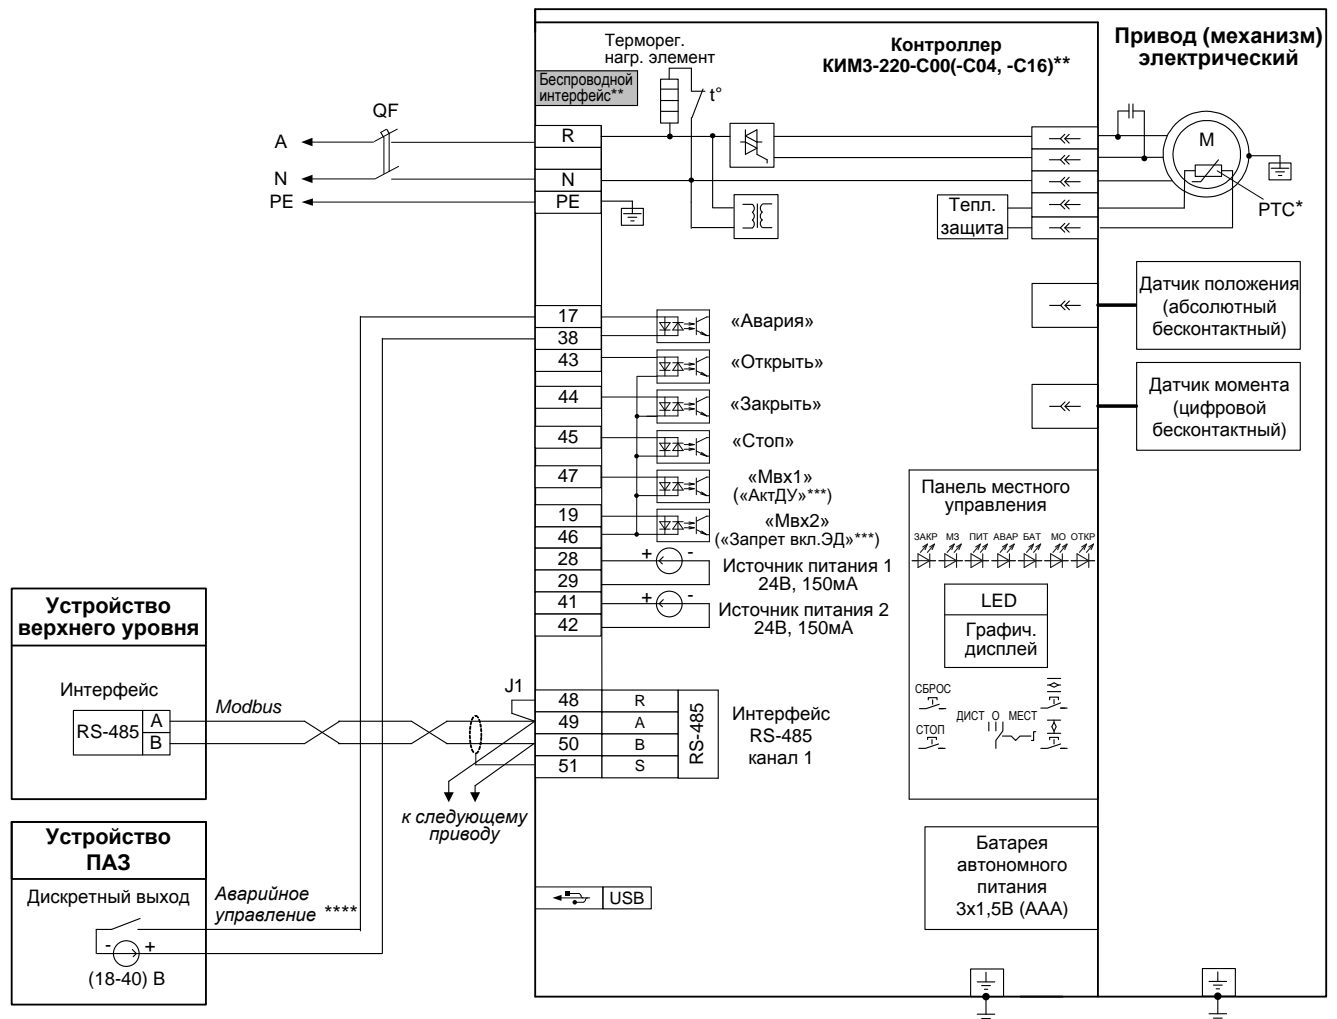 Терморег.
нагр. элемент
Контроллер
КИМ3-220-С00(-С04, -С16)**
Привод (механизм)
электрический
Беспроводной
интерфейс**
t°
QF
A
R
N
N
PE
PE
M
PTC*
Тепл.
защита
Датчик положения
(абсолютный
бесконтактный)
17
«Авария»
38
43
«Открыть»
44
«Закрыть»
45
«Стоп»
47
«Мвх1»
(«АктДУ»***)
19
«Мвх2»
46
(«Запрет вкл.ЭД»***)
28
+ -
Источник питания 1
29
24В, 150мА
41
+ -
Источник питания 2
42
24В, 150мА
Датчик момента
(цифровой
бесконтактный)
Панель местного
управления
ЗАКР МЗ ПИТ АВАР БАТ МО ОТКР
LED
Графич.
дисплей
СБРОС
СТОП
ДИСТ О МЕСТ
Устройство
верхнего уровня
Интерфейс
RS-485
A
B
Modbus
J1
48 R
49 A
50 B
51 S
RS-485
Интерфейс
RS-485
канал 1
к следующему
приводу
Устройство
ПАЗ
Дискретный выход
- +
(18-40) В
Аварийное
управление ****
USB
Батарея
автономного
питания
3х1,5В (ААА)